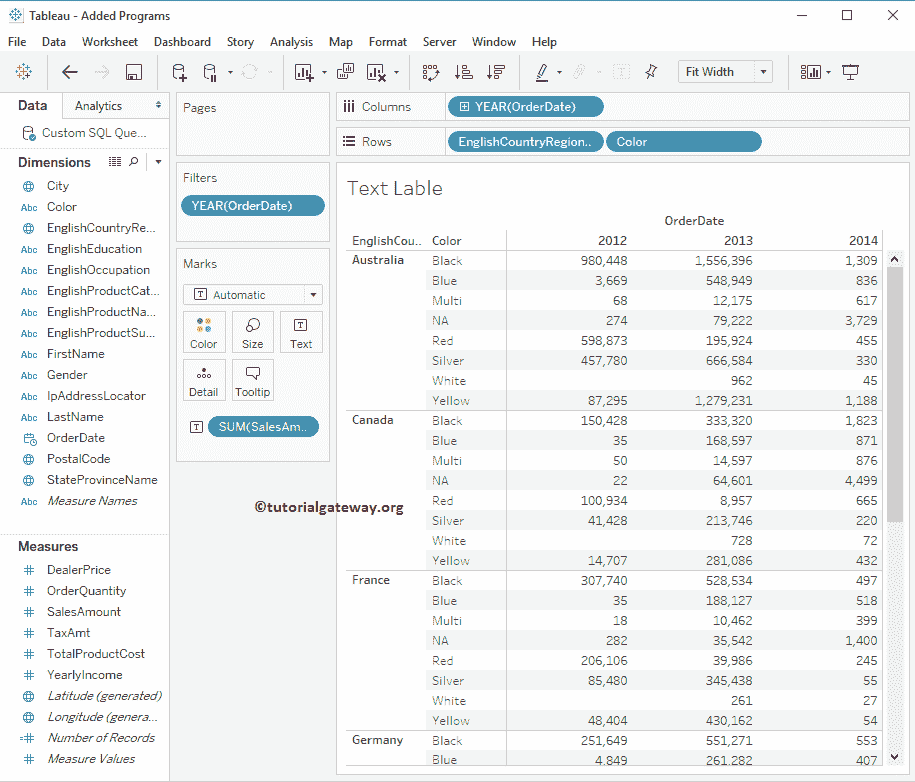 Tableau - Added Programs
File Data Worksheet Dashboard Story Analysis Map Format Server Window Help
Fit Width
Data Analytics
Custom SQL Que...
Dimensions
City
Abc Color
EnglishCountryRe...
Abc EnglishEducation
Abc EnglishOccupation
Abc EnglishProductCat...
Abc EnglishProductNa...
Abc EnglishProductSu...
Abc FirstName
Abc Gender
Abc IpAddressLocator
Abc LastName
OrderDate
PostalCode
StateProvinceName
Abc Measure Names
Measures
# DealerPrice
# OrderQuantity
# SalesAmount
# TaxAmt
# TotalProductCost
# YearlyIncome
Latitude (generated)
Longitude (genera...
=# Number of Records
# Measure Values
Pages
Filters
YEAR(OrderDate)
Marks
T Automatic
Color Size T Text
Detail Tooltip
T SUM(SalesAm..
©tutorialgateway.org
Columns YEAR(OrderDate)
Rows EnglishCountryRegion.. Color
Text Lable
OrderDate
EnglishCou.. Color 2012 2013 2014
Australia Black 980,448 1,556,396 1,309
Blue 3,669 548,949 836
Multi 68 12,175 617
NA 274 79,222 3,729
Red 598,873 195,924 455
Silver 457,780 666,584 330
White 962 45
Yellow 87,295 1,279,231 1,188
Canada Black 150,428 333,320 1,823
Blue 35 168,597 871
Multi 50 14,597 876
NA 22 64,601 4,499
Red 100,934 8,957 665
Silver 41,428 213,746 220
White 728 72
Yellow 14,707 281,086 432
France Black 307,740 528,534 497
Blue 35 188,127 518
Multi 18 10,462 399
NA 282 35,542 1,400
Red 206,106 39,986 245
Silver 85,480 345,438 55
White 261 27
Yellow 48,404 430,162 54
Germany Black 251,649 551,271 553
Blue 4,849 261,282 407